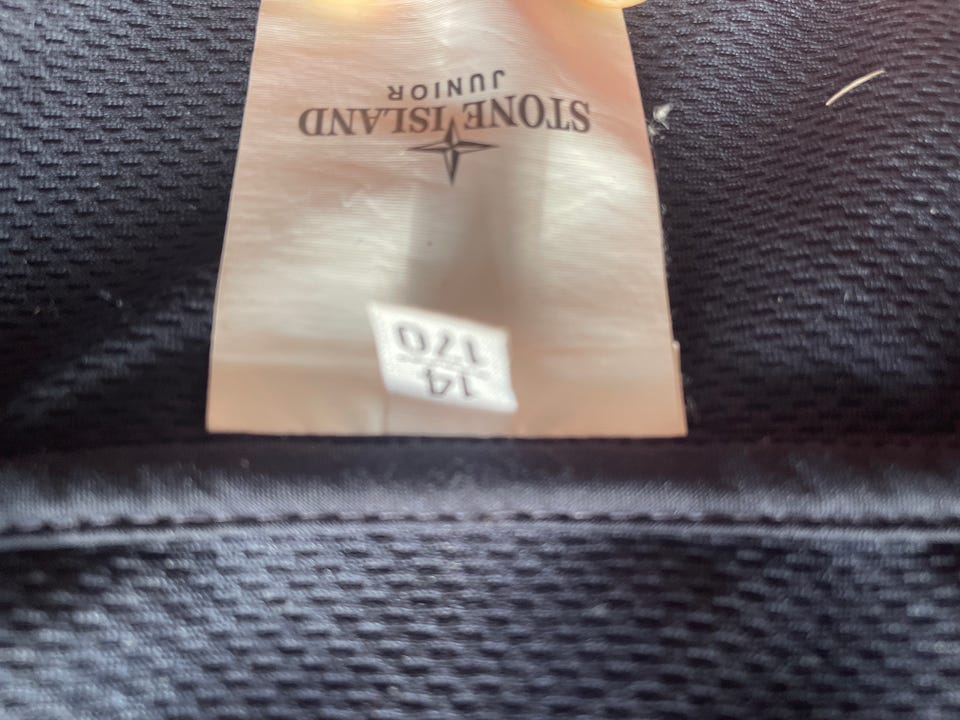 14
170
STONE ISLAND
JUNIOR